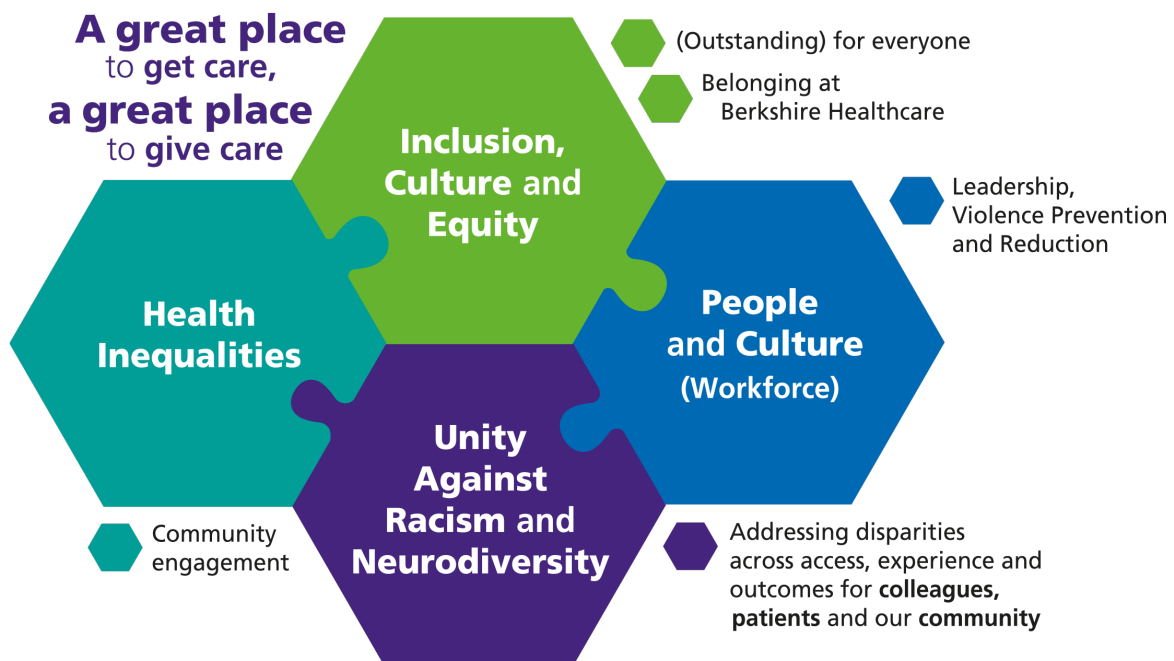 A great place
to get care,
a great place
to give care
Inclusion,
Culture and
Equity
(Outstanding) for everyone
Belonging at
Berkshire Healthcare
Health
Inequalities
People
and Culture
(Workforce)
Leadership,
Violence Prevention
and Reduction
Unity
Against
Racism and
Neurodiversity
Community
engagement
Addressing disparities
across access, experience and
outcomes for colleagues,
patients and our community